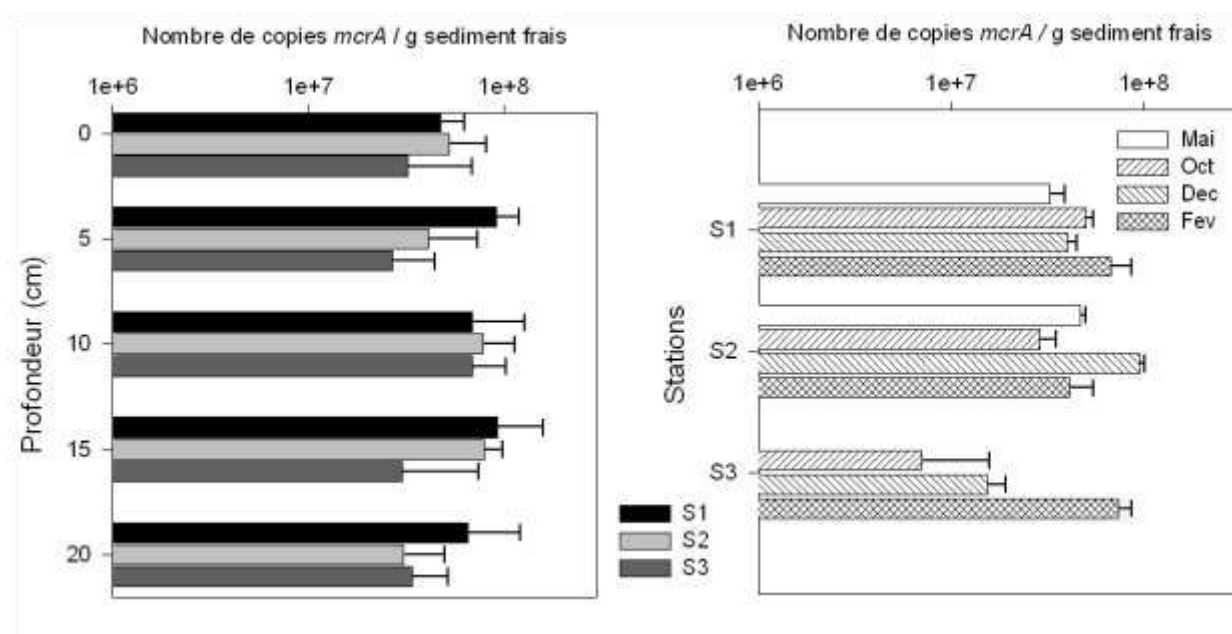 Nombre de copies mcrA / g sediment frais
1e+6 1e+7 1e+8
Profondeur (cm)
0
5
10
15
20
S1
S2
S3
Nombre de copies mcrA / g sediment frais
1e+6 1e+7 1e+8
Mai
Oct
Dec
Fev
Stations
S1
S2
S3